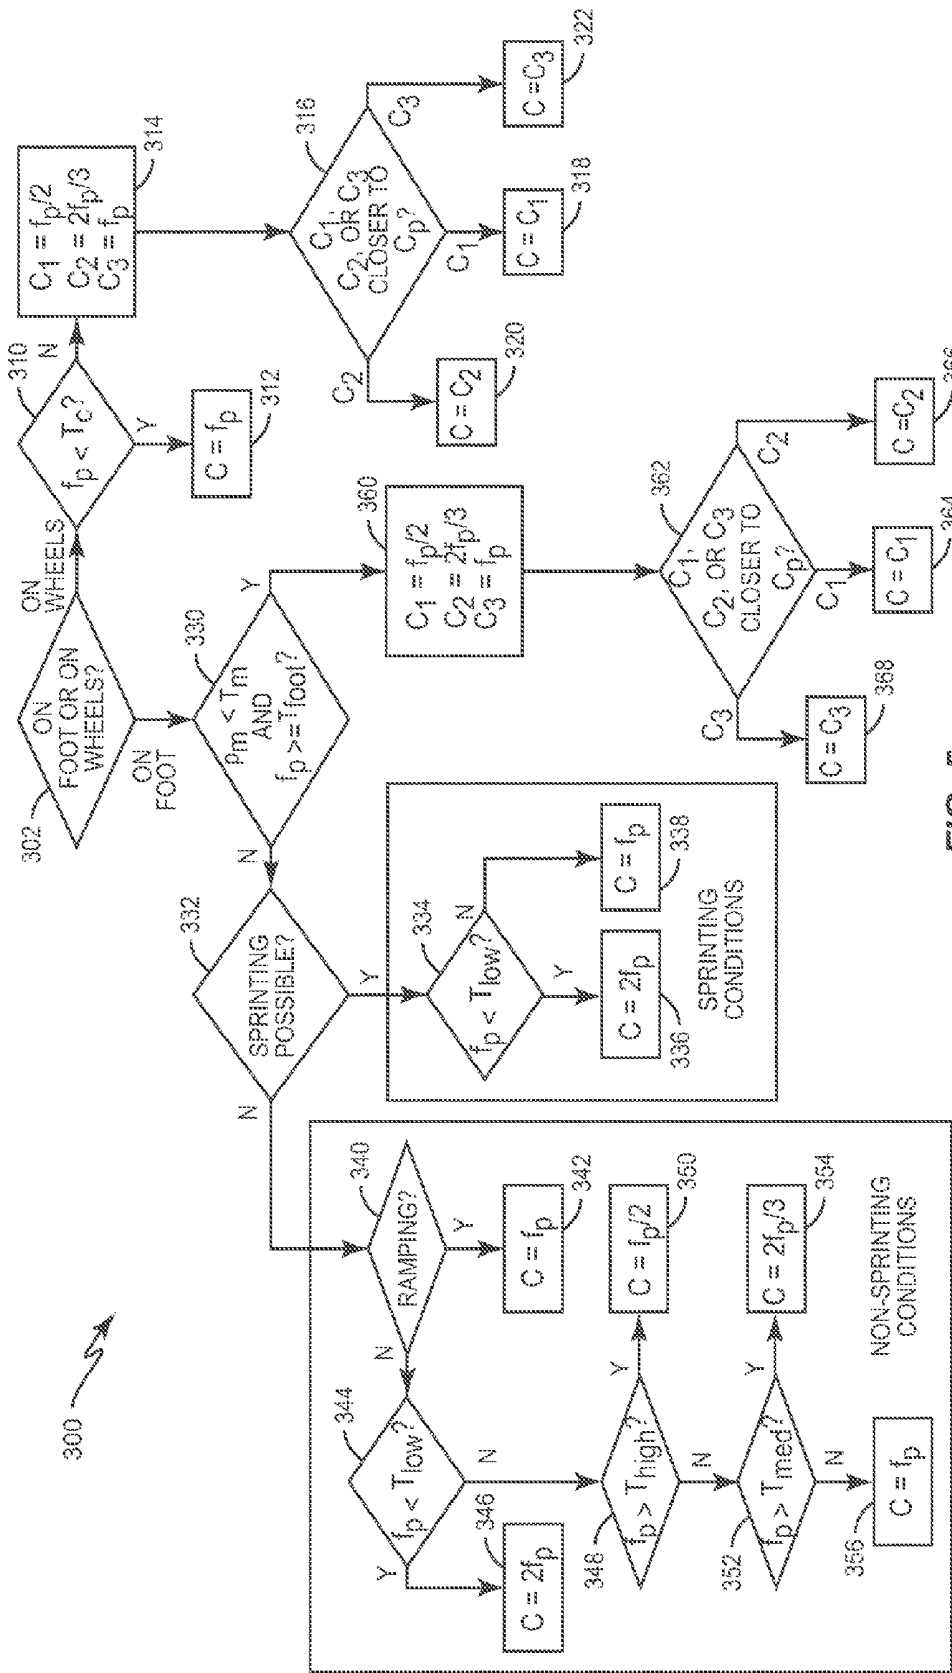 300
302
ON
FOOT OR ON
WHEELS?
ON
WHEELS
ON
FOOT
310
f_p < T_c?
N
Y
C = f_p
312
314
C_1 = f_p/2
C_2 = 2f_p/3
C_3 = f_p
316
C_1,
C_2, OR C_3
CLOSER TO
C_p?
C_2
C_1
C_3
C = C_2
320
C = C_1
318
C = C_3
322
330
P_m < T_m
AND
f_p >= T_foot?
N
Y
360
C_1 = f_p/2
C_2 = 2f_p/3
C_3 = f_p
362
C_1,
C_2, OR C_3
CLOSER TO
C_p?
C_3
C_1
C_2
C = C_3
368
C = C_1
364
C = C_2
366
332
SPRINTING
POSSIBLE?
N
Y
334
f_p < T_low?
N
Y
C = 2f_p
336
C = f_p
338
SPRINTING
CONDITIONS
340
RAMPING?
N
Y
C = f_p
342
344
f_p < T_low?
Y
N
346
C = 2f_p
348
f_p > T_high?
Y
N
C = f_p/2
350
352
f_p > T_med?
Y
N
C = 2f_p/3
354
356
C = f_p
NON-SPRINTING
CONDITIONS